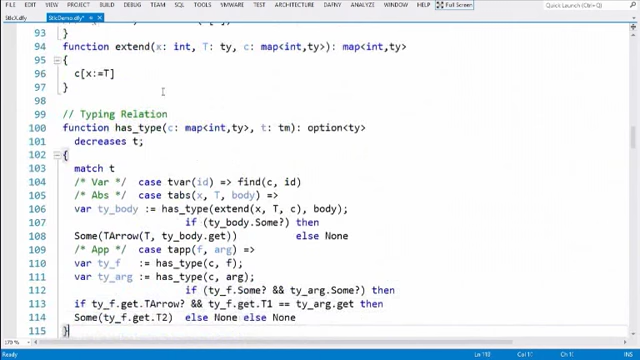 FILE EDIT VIEW PROJECT BUILD DEBUG TEAM SQL TOOLS TEST VMTRACE ARCHITECTURE DAFNY ANALYZE WINDOW HELP Full Screen Quick Launch (Ctrl+Q)
StlcDemo.dfy*
93 }
94 function extend(x: int, T: ty, c: map<int,ty>): map<int,ty>
95 {
96 c[x:=T]
97 }
98
99 // Typing Relation
100 function has_type(c: map<int,ty>, t: tm): option<ty>
101 decreases t;
102 {
103 match t
104 /* Var */ case tvar(id) => find(c, id)
105 /* Abs */ case tabs(x, T, body) =>
106 var ty_body := has_type(extend(x, T, c), body);
107 if (ty_body.Some?) then
108 Some(TArrow(T, ty_body.get)) else None
109 /* App */ case tapp(f, arg) =>
110 var ty_f := has_type(c, f);
111 var ty_arg := has_type(c, arg);
112 if (ty_f.Some? && ty_arg.Some?) then
113 if ty_f.get.TArrow? && ty_f.get.T1 == ty_arg.get then
114 Some(ty_f.get.T2) else None else None
115 }